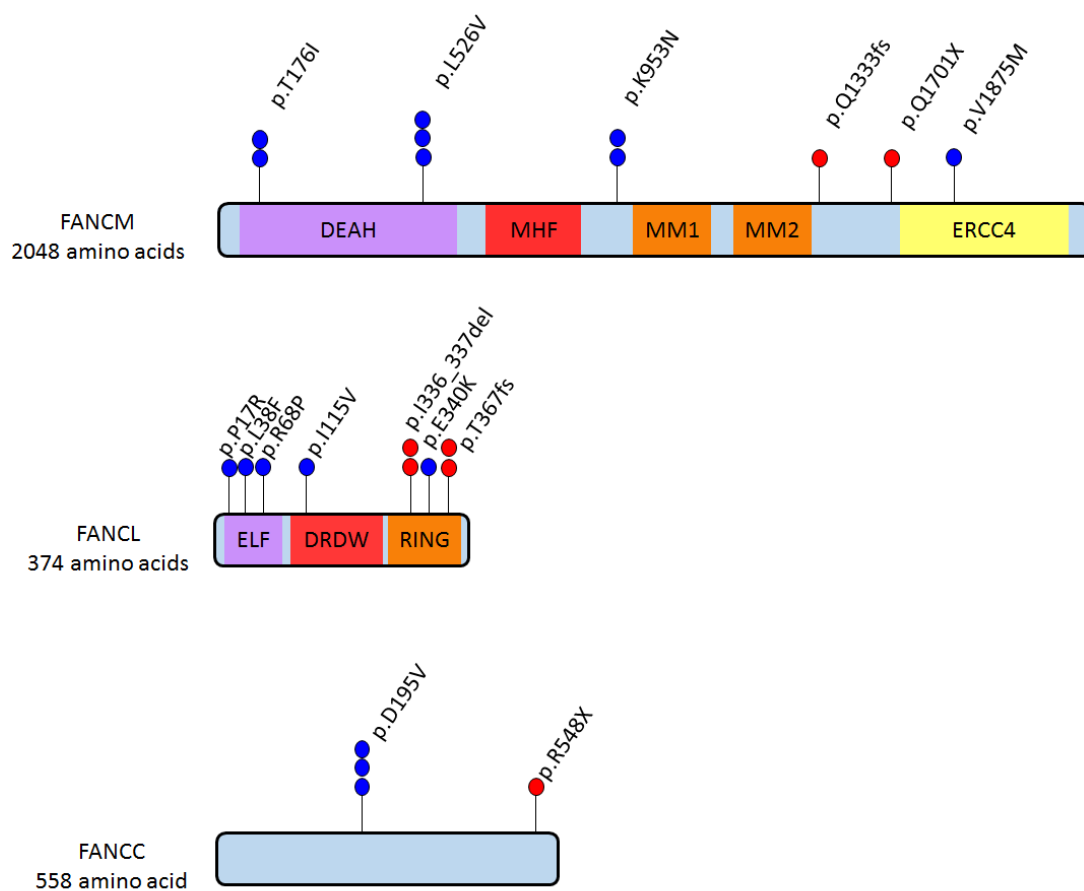 p.T176I
p.L526V
p.K953N
p.Q1333fs
p.Q1701X
p.V1875M
FANCM
2048 amino acids
DEAH
MHF
MM1
MM2
ERCC4
p.P17R
p.L38F
p.R68P
p.I115V
p.I336_337del
p.E340K
p.T367fs
FANCL
374 amino acids
ELF
DRDW
RING
p.D195V
p.R548X
FANCC
558 amino acid